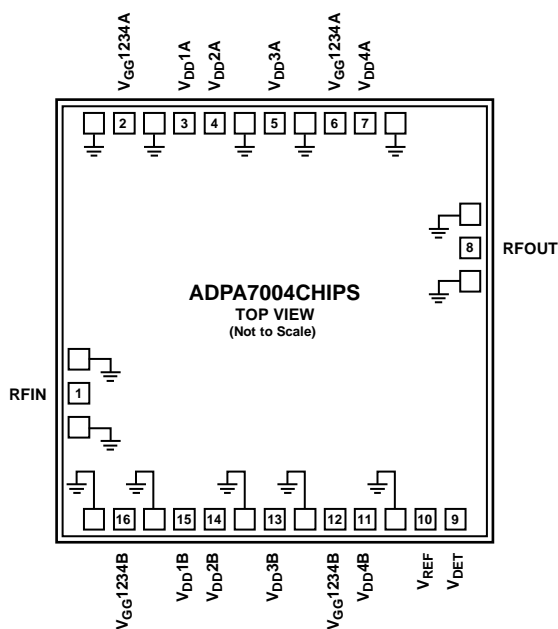 VGG1234A
VDD1A
VDD2A
VDD3A
VGG1234A
VDD4A
2
3
4
5
6
7
8
RFOUT
ADPA7004CHIPS
TOP VIEW
(Not to Scale)
RFIN
1
16
15
14
13
12
11
10
9
VGG1234B
VDD1B
VDD2B
VDD3B
VGG1234B
VDD4B
VREF
VDET